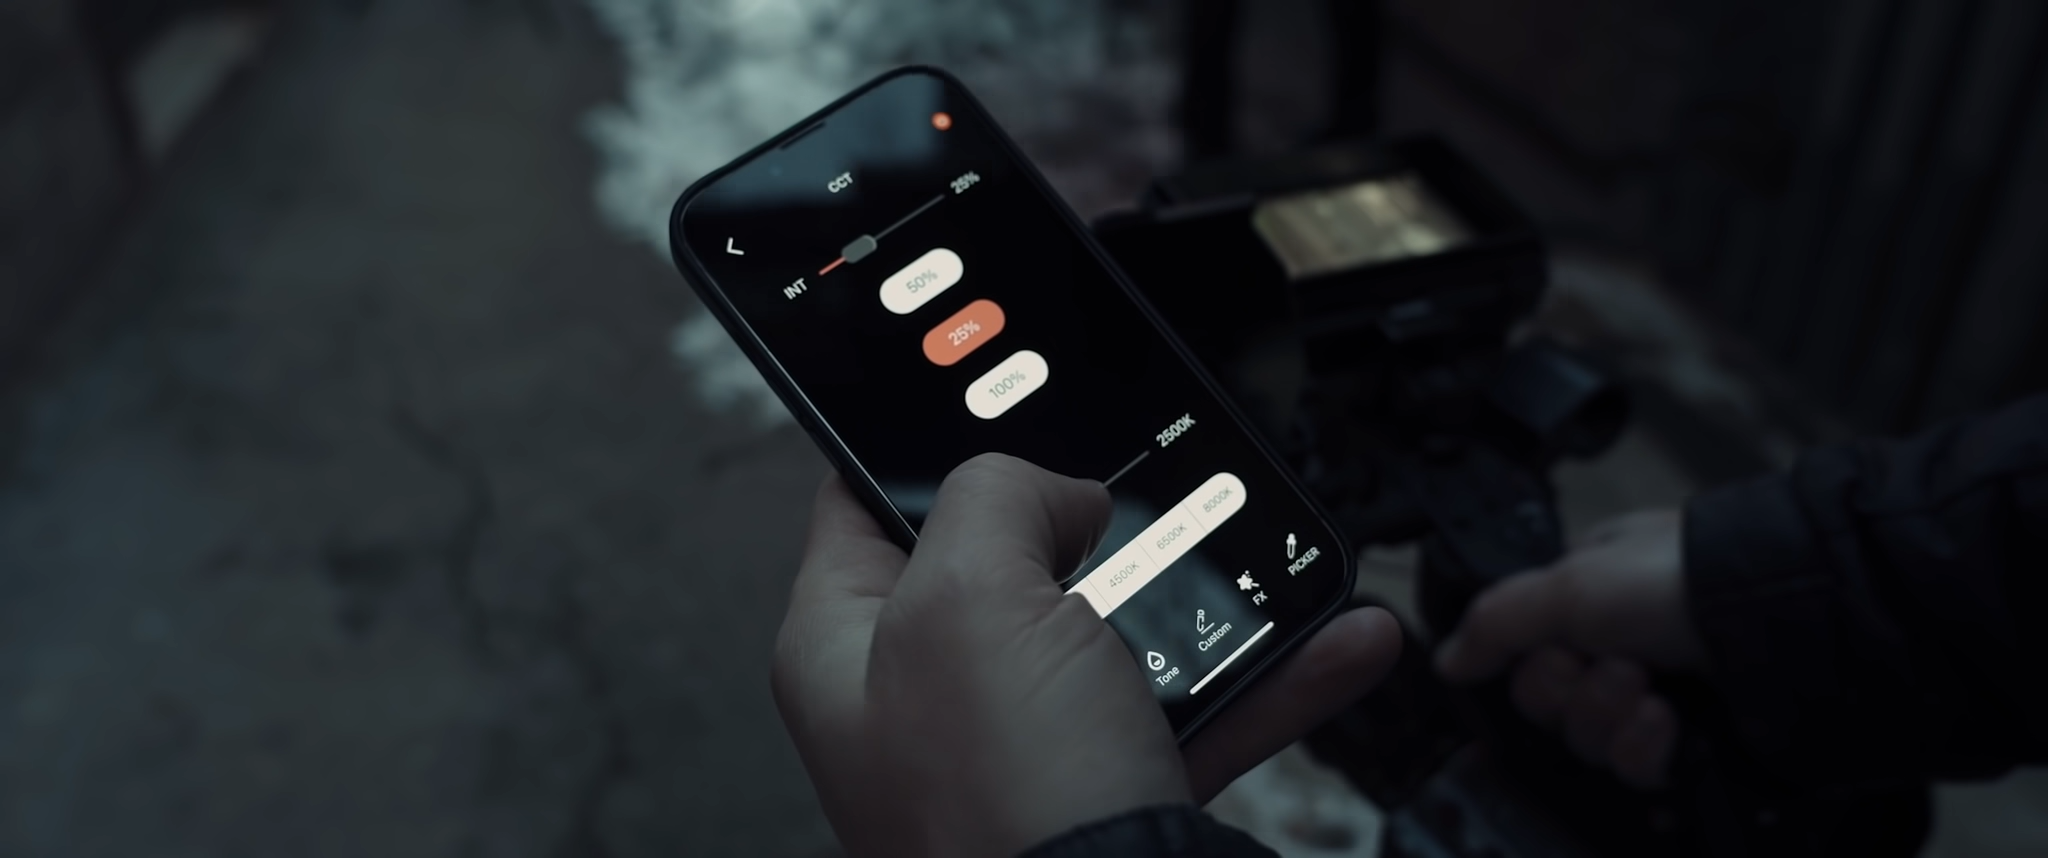 CCT
INT 25%
50%
25%
100%
2500K
4500K 6500K 8000K
Tone Custom FX PICKER